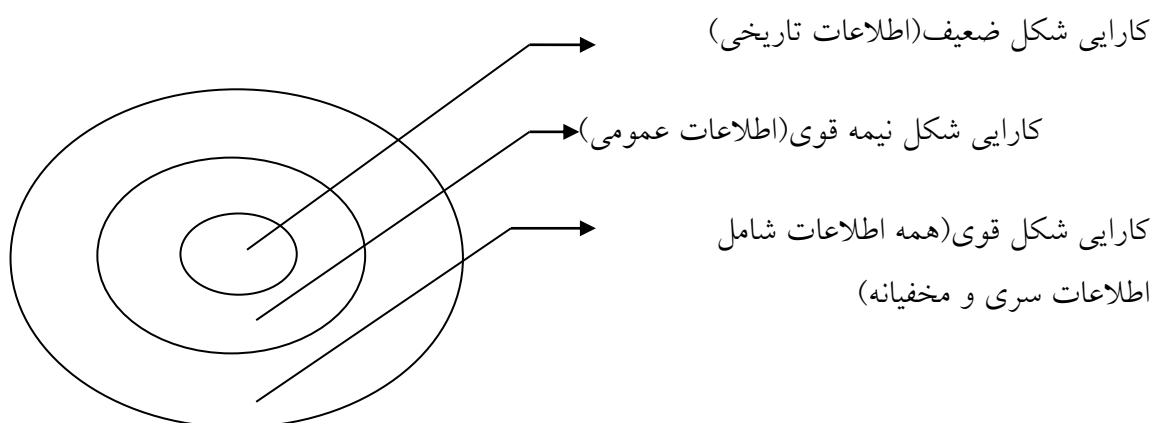 کارایی شکل ضعیف(اطلاعات تاریخی)
کارایی شکل نیمه قوی(اطلاعات عمومی)
کارایی شکل قوی(همه اطلاعات شامل
اطلاعات سری و مخفیانه)